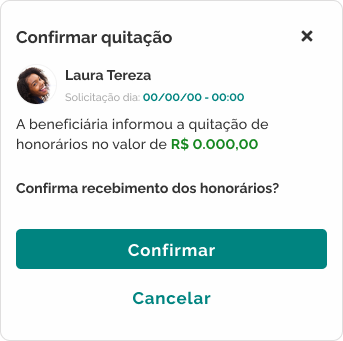 Confirmar quitação
Laura Tereza
Solicitação dia: 00/00/00 - 00:00
A beneficiária informou a quitação de
honorários no valor de R$ 0.000,00
Confirma recebimento dos honorários?
Confirmar
Cancelar